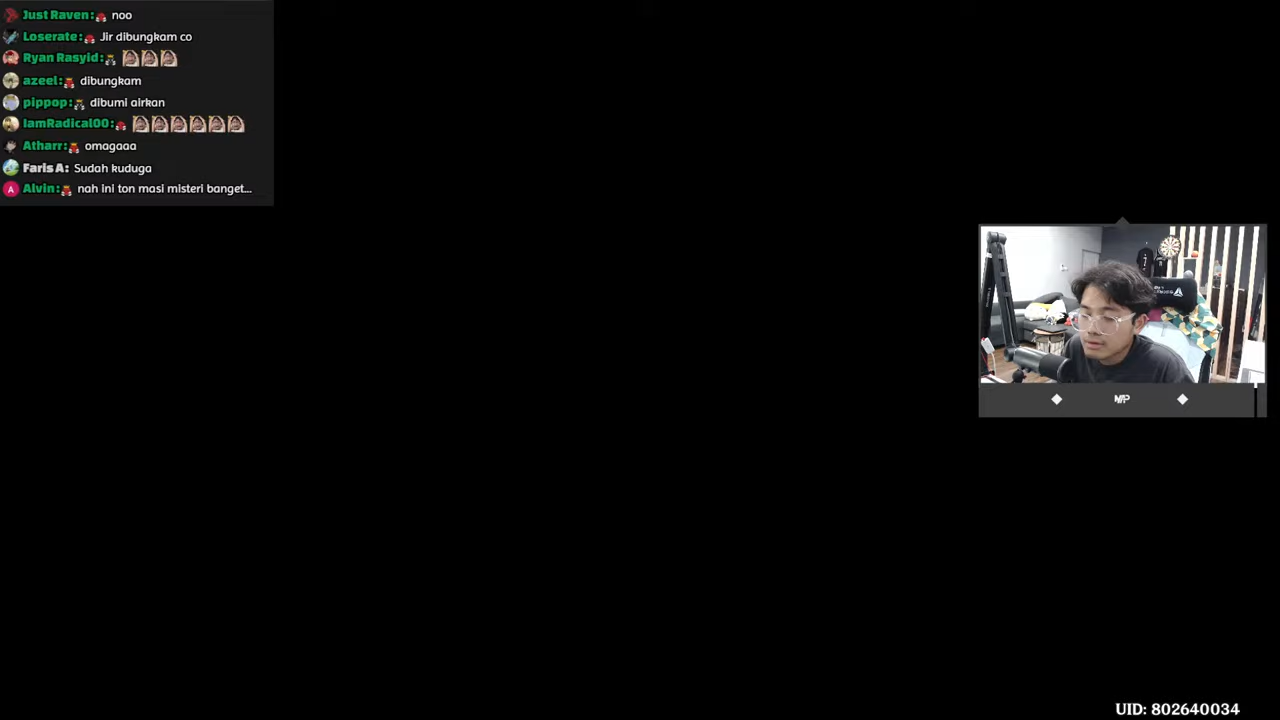 Just Raven: noo
Loserate: Jir dibungkam co
Ryan Rasyid:
azeel: dibungkam
pippop: dibumi airkan
IamRadical00:
Atharr: omagaaa
Faris A: Sudah kuduga
A Alvin: nah ini ton masi misteri banget...
UID: 802640034